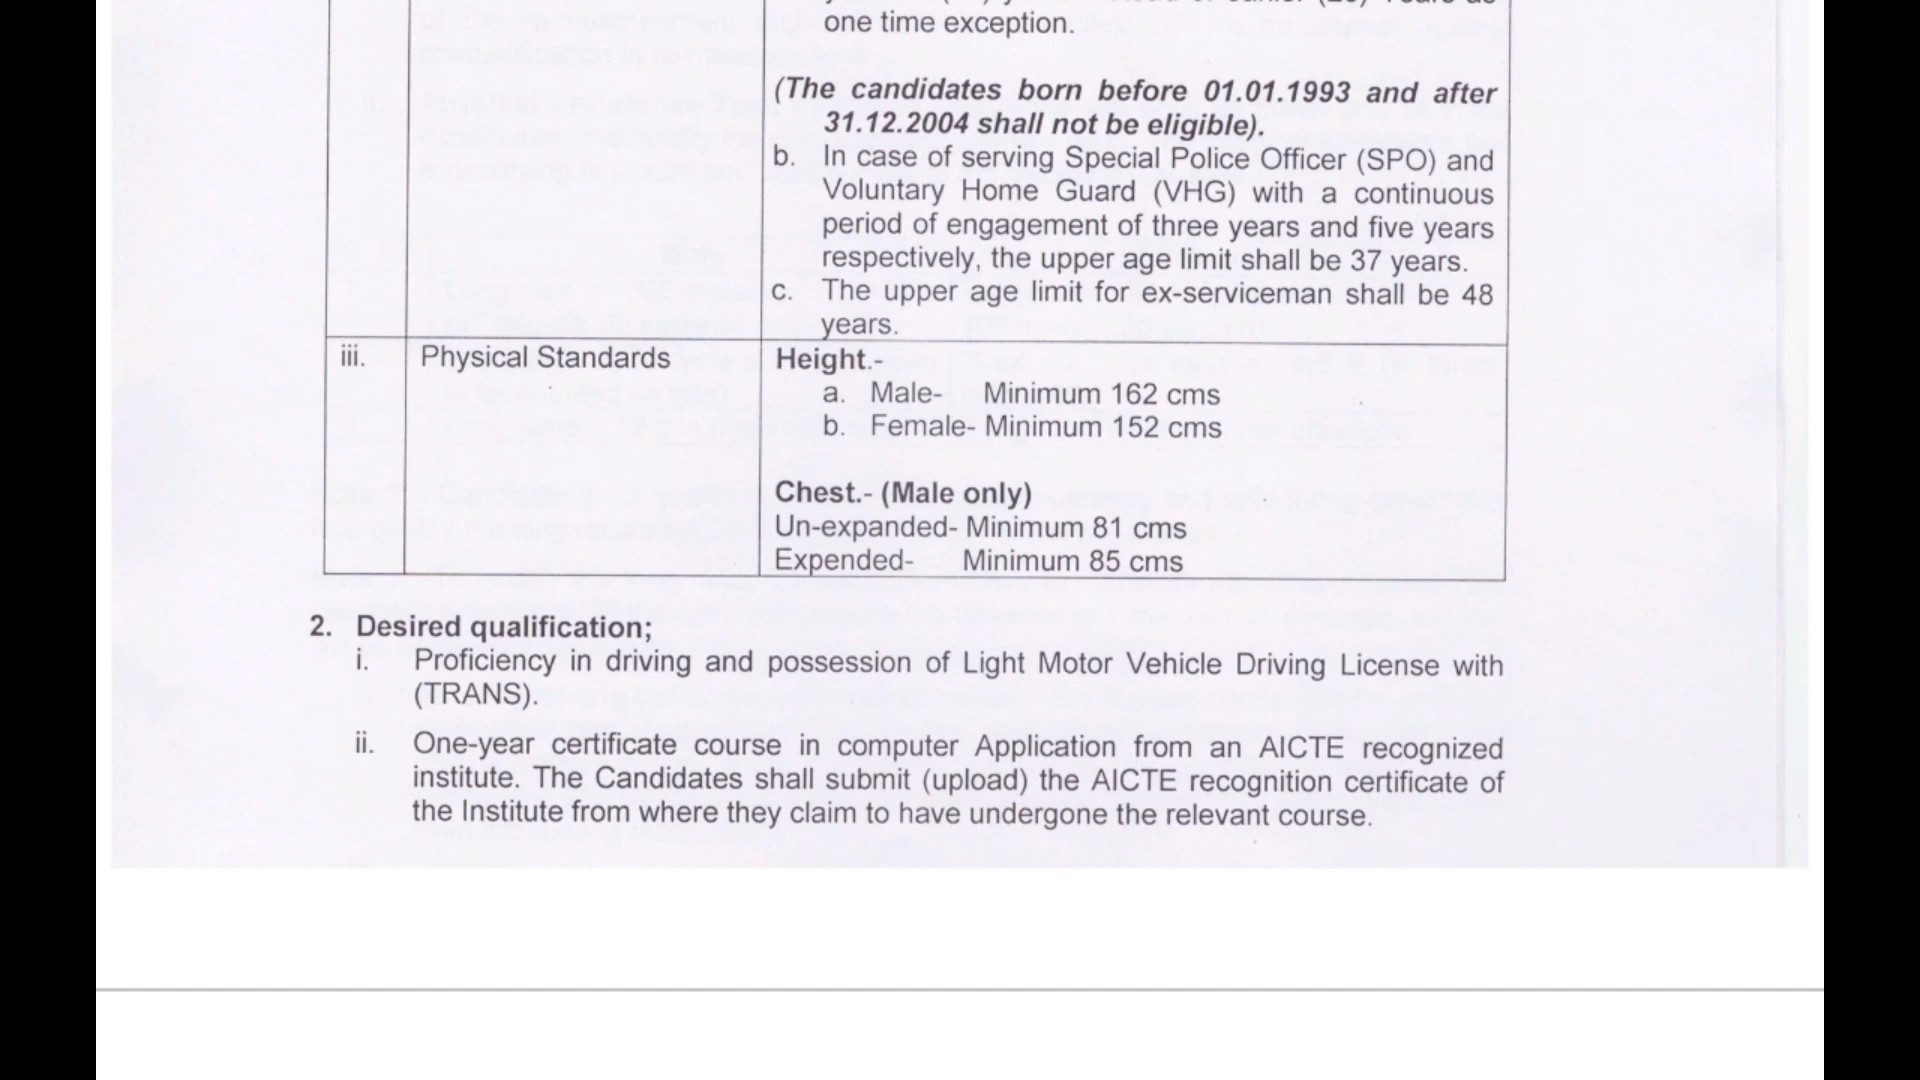 one time exception.
(The candidates born before 01.01.1993 and after
31.12.2004 shall not be eligible).
b. In case of serving Special Police Officer (SPO) and
Voluntary Home Guard (VHG) with a continuous
period of engagement of three years and five years
respectively, the upper age limit shall be 37 years.
c. The upper age limit for ex-serviceman shall be 48
years.
iii. Physical Standards Height.-
a. Male- Minimum 162 cms
b. Female- Minimum 152 cms
Chest.- (Male only)
Un-expanded- Minimum 81 cms
Expended- Minimum 85 cms
2. Desired qualification;
i. Proficiency in driving and possession of Light Motor Vehicle Driving License with
(TRANS).
ii. One-year certificate course in computer Application from an AICTE recognized
institute. The Candidates shall submit (upload) the AICTE recognition certificate of
the Institute from where they claim to have undergone the relevant course.